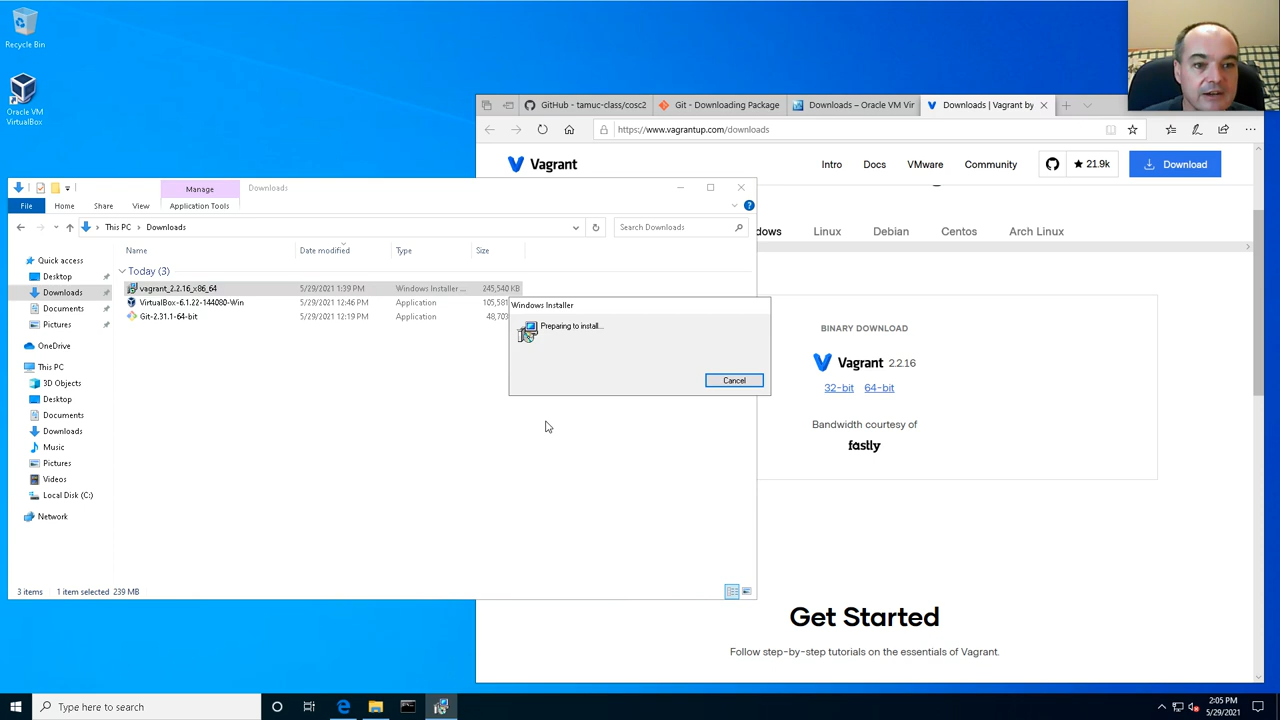 Recycle Bin
Oracle VM
VirtualBox
GitHub - tamuc-class/cosc2
Git - Downloading Package
Downloads – Oracle VM Vir
Downloads | Vagrant by
https://www.vagrantup.com/downloads
Vagrant
Intro
Docs
VMware
Community
21.9k
Download
Manage
Downloads
File
Home
Share
View
Application Tools
This PC
Downloads
Search Downloads
dows
Linux
Debian
Centos
Arch Linux
Name
Date modified
Type
Size
Quick access
Desktop
Downloads
Documents
Pictures
OneDrive
This PC
3D Objects
Desktop
Documents
Downloads
Music
Pictures
Videos
Local Disk (C:)
Network
Today (3)
vagrant_2.2.16_x86_64 5/29/2021 1:39 PM Windows Installer ... 245,540 KB
VirtualBox-6.1.22-144080-Win 5/29/2021 12:46 PM Application 105,581
Git-2.31.1-64-bit 5/29/2021 12:19 PM Application 48,703
Windows Installer
Preparing to install...
Cancel
BINARY DOWNLOAD
Vagrant 2.2.16
32-bit 64-bit
Bandwidth courtesy of
fastly
3 items 1 item selected 239 MB
Get Started
Follow step-by-step tutorials on the essentials of Vagrant.
Type here to search
2:05 PM
5/29/2021